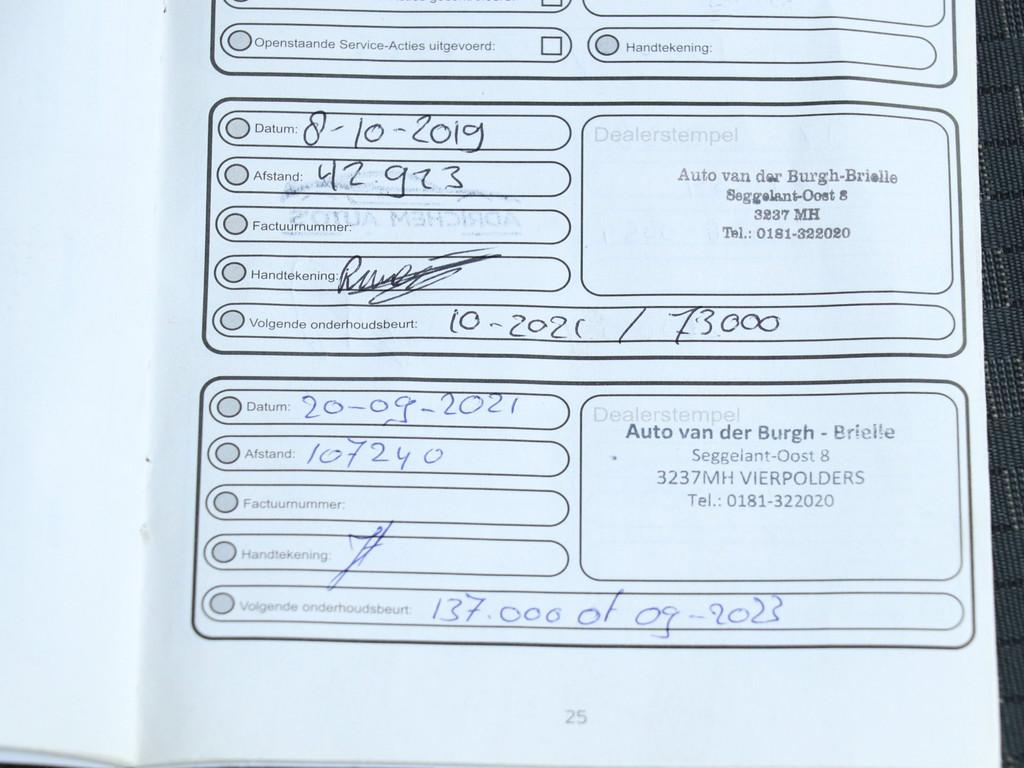 Openstaande Service-Acties uitgevoerd:
Handtekening:
Datum: 8-10-2019
Afstand: 42.923
Factuurnummer:
Handtekening:
Dealerstempel
Auto van der Burgh-Brielle
Seggelant-Oost 8
3237 MH
Tel.: 0181-322020
Volgende onderhoudsbeurt: 10-2021 / 73000
Datum: 20-09-2021
Afstand: 107240
Factuurnummer:
Handtekening:
Dealerstempel
Auto van der Burgh - Brielle
Seggelant-Oost 8
3237MH VIERPOLDERS
Tel.: 0181-322020
Volgende onderhoudsbeurt: 137.000 of 09-2023
25